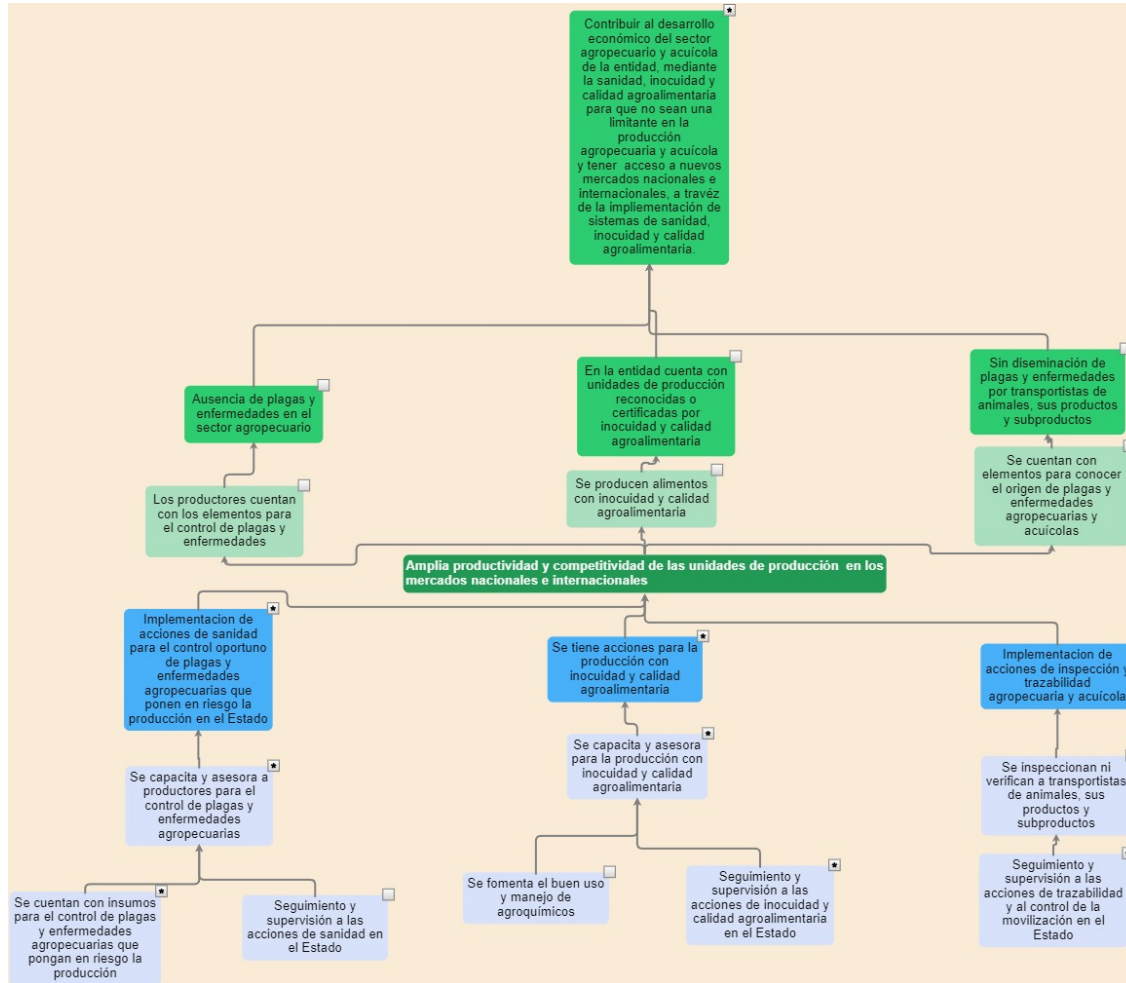 Contribuir al desarrollo
económico del sector
agropecuario y acuícola
de la entidad, mediante
la sanidad, inocuidad y
calidad agroalimentaria
para que no sean una
limitante en la
producción
agropecuaria y acuícola
y tener acceso a nuevos
mercados nacionales e
internacionales, a travéz
de la impliementación de
sistemas de sanidad,
inocuidad y calidad
agroalimentaria.
Ausencia de plagas y
enfermedades en el
sector agropecuario
En la entidad cuenta con
unidades de producción
reconocidas o
certificadas por
inocuidad y calidad
agroalimentaria
Sin diseminación de
plagas y enfermedades
por transportistas de
animales, sus productos
y subproductos
Los productores cuentan
con los elementos para
el control de plagas y
enfermedades
Se producen alimentos
con inocuidad y calidad
agroalimentaria
Se cuentan con
elementos para conocer
el origen de plagas y
enfermedades
agropecuarias y
acuícolas
Amplia productividad y competitividad de las unidades de producción en los
mercados nacionales e internacionales
Implementacion de
acciones de sanidad
para el control oportuno
de plagas y
enfermedades
agropecuarias que
ponen en riesgo la
producción en el Estado
Se tiene acciones para la
producción con
inocuidad y calidad
agroalimentaria
Implementacion de
acciones de inspección y
trazabilidad
agropecuaria y acuícola
Se capacita y asesora a
productores para el
control de plagas y
enfermedades
agropecuarias
Se capacita y asesora
para la producción con
inocuidad y calidad
agroalimentaria
Se inspeccionan ni
verifican a transportistas
de animales, sus
productos y
subproductos
Se cuentan con insumos
para el control de plagas
y enfermedades
agropecuarias que
pongan en riesgo la
producción
Seguimiento y
supervisión a las
acciones de sanidad en
el Estado
Se fomenta el buen uso
y manejo de
agroquímicos
Seguimiento y
supervisión a las
acciones de inocuidad y
calidad agroalimentaria
en el Estado
Seguimiento y
supervisión a las
acciones de trazabilidad
y al control de la
movilización en el
Estado